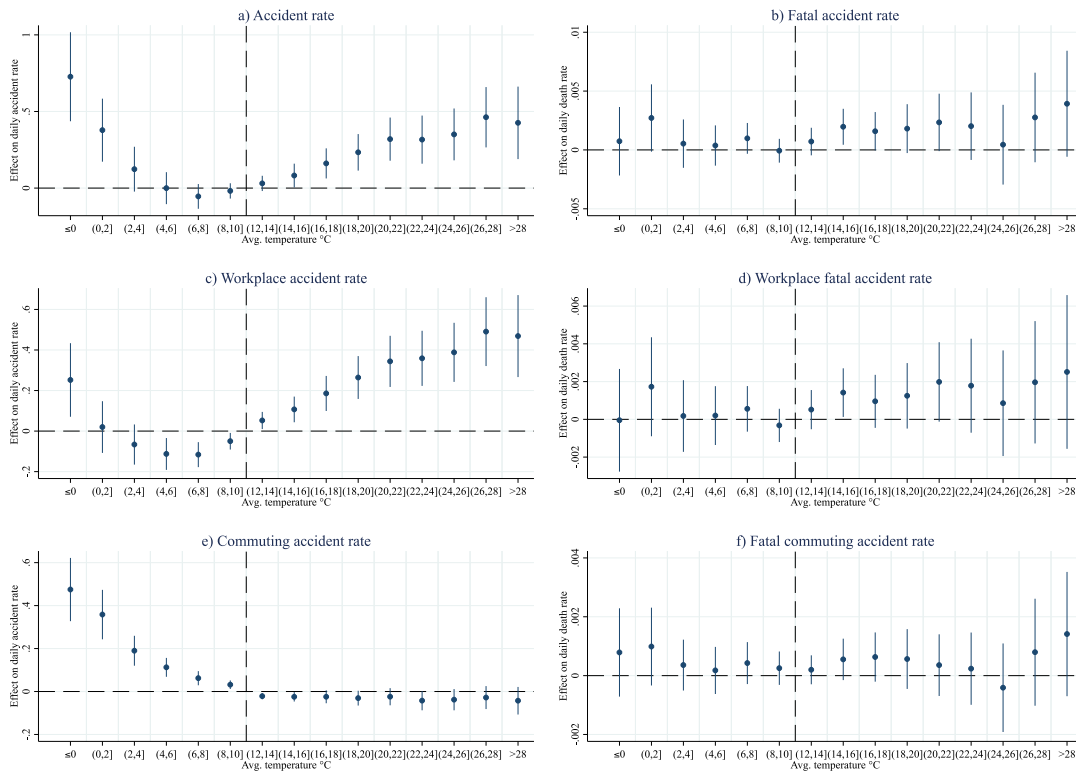 a) Accident rate
Effect on daily accident rate
1
.5
0
≤0 (0,2] (2,4] (4,6] (6,8] (8,10] (12,14] (14,16] (16,18] (18,20] (20,22] (22,24] (24,26] (26,28] >28
Avg. temperature °C
b) Fatal accident rate
Effect on daily death rate
.01
.005
0
-.005
≤0 (0,2] (2,4] (4,6] (6,8] (8,10] (12,14] (14,16] (16,18] (18,20] (20,22] (22,24] (24,26] (26,28] >28
Avg. temperature °C
c) Workplace accident rate
Effect on daily accident rate
.6
.4
.2
0
-.2
≤0 (0,2] (2,4] (4,6] (6,8] (8,10] (12,14] (14,16] (16,18] (18,20] (20,22] (22,24] (24,26] (26,28] >28
Avg. temperature °C
d) Workplace fatal accident rate
Effect on daily death rate
.006
.004
.002
0
-.002
≤0 (0,2] (2,4] (4,6] (6,8] (8,10] (12,14] (14,16] (16,18] (18,20] (20,22] (22,24] (24,26] (26,28] >28
Avg. temperature °C
e) Commuting accident rate
Effect on daily accident rate
.6
.4
.2
0
-.2
≤0 (0,2] (2,4] (4,6] (6,8] (8,10] (12,14] (14,16] (16,18] (18,20] (20,22] (22,24] (24,26] (26,28] >28
Avg. temperature °C
f) Fatal commuting accident rate
Effect on daily death rate
.004
.002
0
-.002
≤0 (0,2] (2,4] (4,6] (6,8] (8,10] (12,14] (14,16] (16,18] (18,20] (20,22] (22,24] (24,26] (26,28] >28
Avg. temperature °C